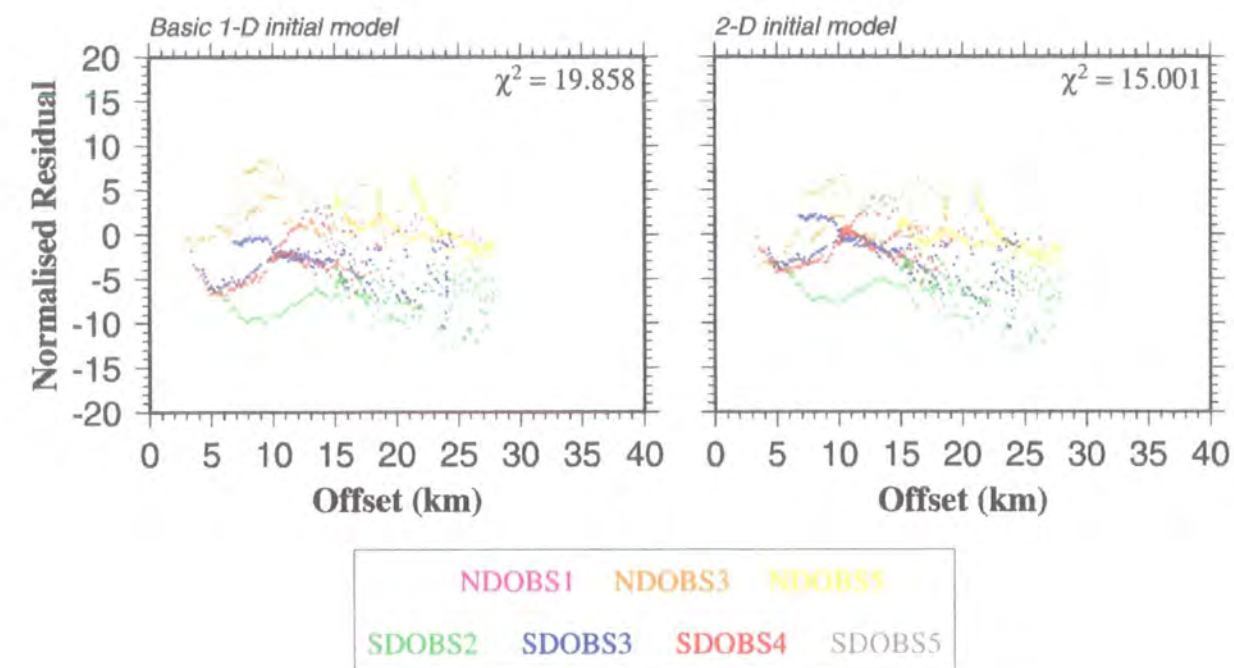 Basic 1-D initial model
2-D initial model
χ² = 19.858
χ² = 15.001
Normalised Residual
20
15
10
5
0
-5
-10
-15
-20
0 5 10 15 20 25 30 35 40
0 5 10 15 20 25 30 35 40
Offset (km)
Offset (km)
NDOBS1 NDOBS3 NDOBS5
SDOBS2 SDOBS3 SDOBS4 SDOBS5